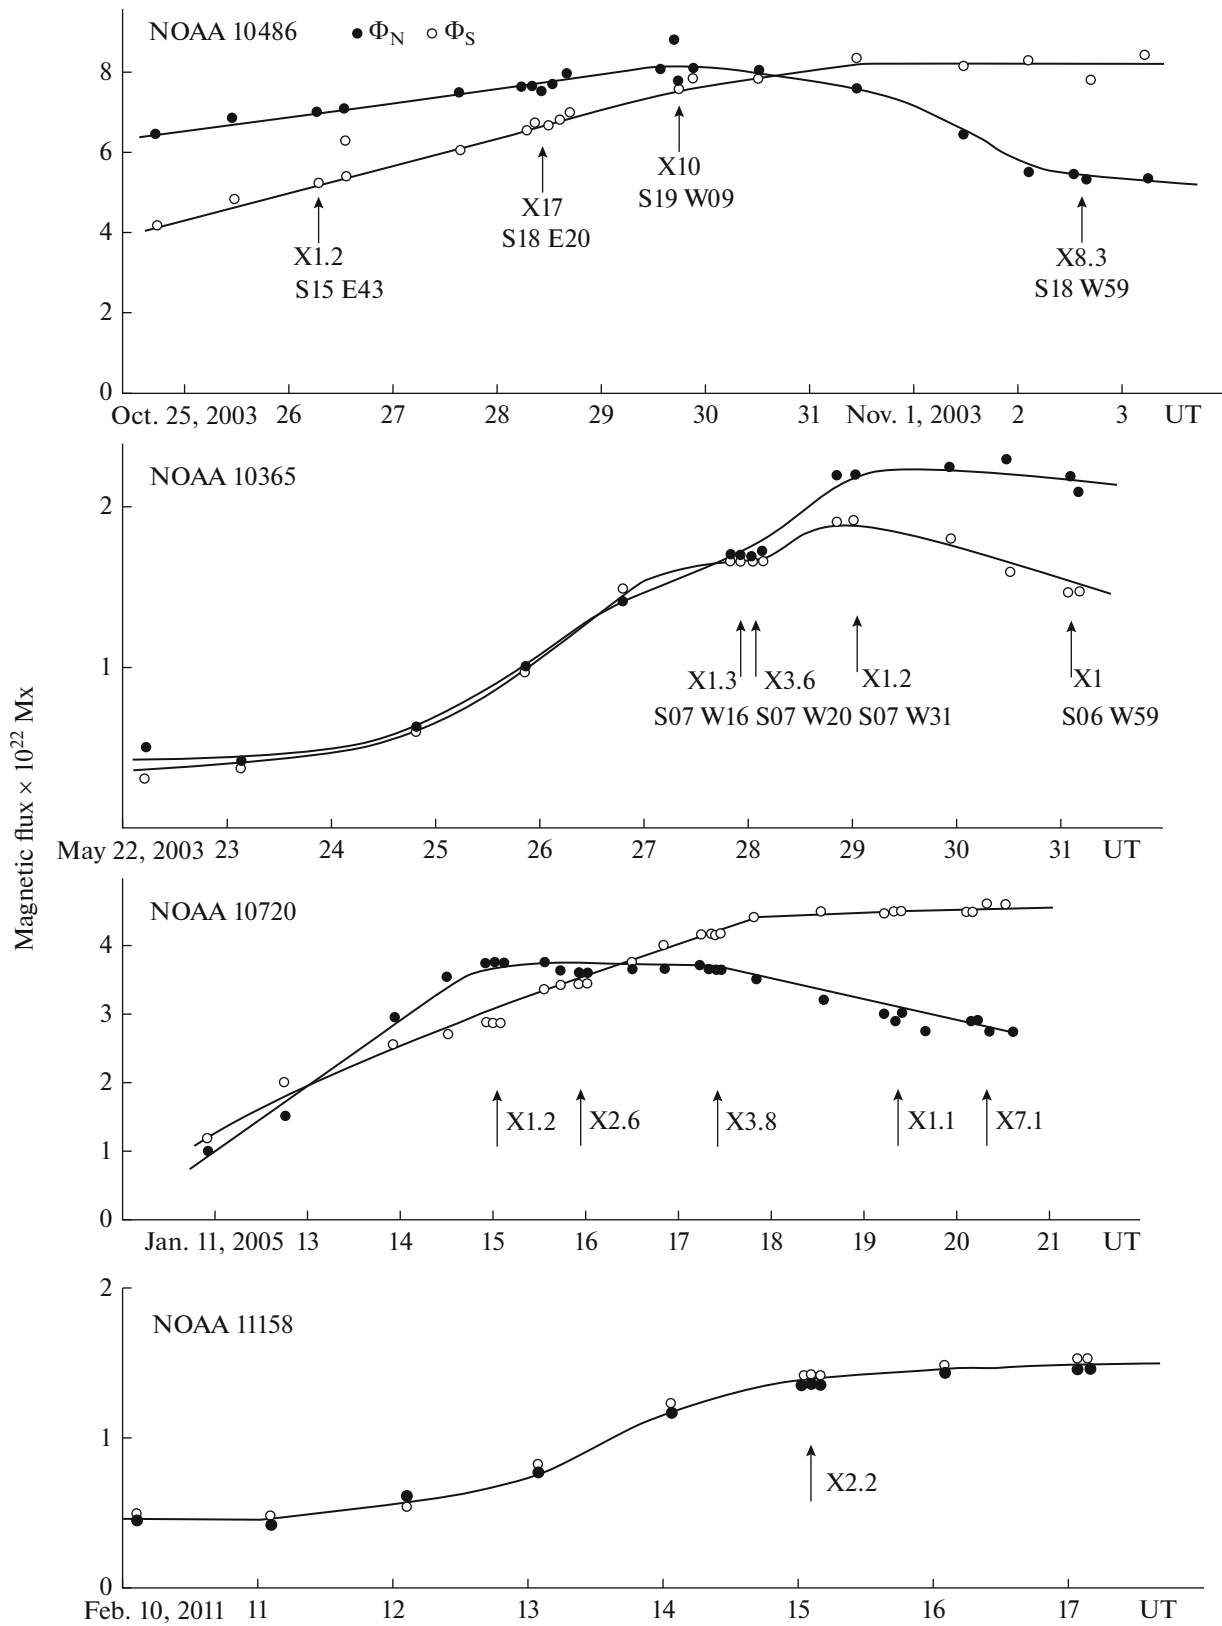 Magnetic flux × 10²² Mx
NOAA 10486 ● Φ_N ○ Φ_S
8
6
4
2
0
X10
S19 W09
X17
S18 E20
X1.2
S15 E43
X8.3
S18 W59
Oct. 25, 2003 26 27 28 29 30 31 Nov. 1, 2003 2 3 UT
NOAA 10365
2
1
X1.3 X3.6 X1.2 X1
S07 W16 S07 W20 S07 W31 S06 W59
May 22, 2003 23 24 25 26 27 28 29 30 31 UT
NOAA 10720
4
3
2
1
0
X1.2 X2.6 X3.8 X1.1 X7.1
Jan. 11, 2005 13 14 15 16 17 18 19 20 21 UT
2
NOAA 11158
1
0
X2.2
Feb. 10, 2011 11 12 13 14 15 16 17 UT